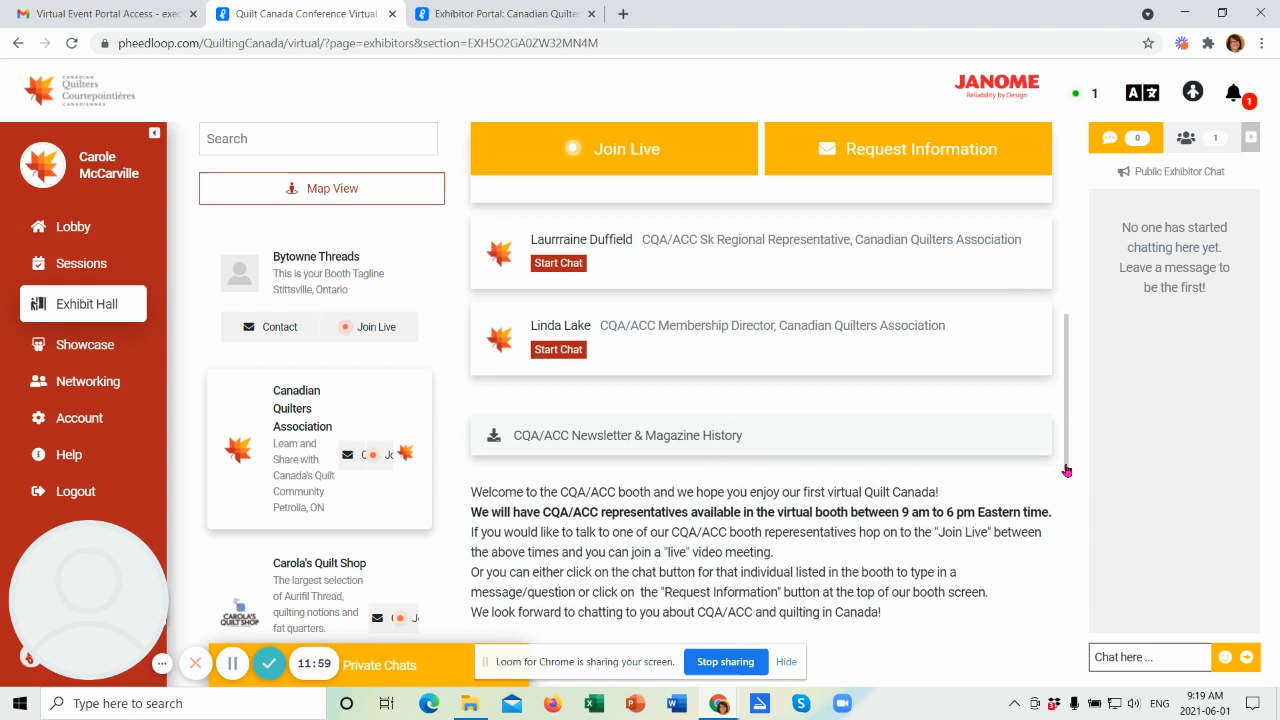 Virtual Event Appetizers - exec
Quilt Canada Conference Virtual
Exhibitor Portal: Canadian Quilter
pheedloop.com/QuiltingCanada/virtual/?page=exhibitors&section=EXH5O2GA0ZW32MN4M
CANADIAN
Quilters
Courtepointières
CANADIENNES
JANOME
Reliability by Design
1
1
Carole
McCarville
Lobby
Sessions
Exhibit Hall
Showcase
Networking
Account
Help
Logout
Search
Map View
Bytowne Threads
This is your Booth Tagline
Stittsville, Ontario
Contact
Join Live
Canadian
Quilters
Association
Learn and
Share with
Canada's Quilt
Community
Petrolia, ON
Carola's Quilt Shop
The largest selection
of Aurifil Thread,
quilting notions and
fat quarters.
CAROLA'S
QUILT SHOP
Join Live
Request Information
Laurrraine Duffield CQA/ACC Sk Regional Representative, Canadian Quilters Association
Start Chat
Linda Lake CQA/ACC Membership Director, Canadian Quilters Association
Start Chat
CQA/ACC Newsletter & Magazine History
Welcome to the CQA/ACC booth and we hope you enjoy our first virtual Quilt Canada!
We will have CQA/ACC representatives available in the virtual booth between 9 am to 6 pm Eastern time.
If you would like to talk to one of our CQA/ACC booth reperesentatives hop on to the "Join Live" between
the above times and you can join a "live" video meeting.
Or you can either click on the chat button for that individual listed in the booth to type in a
message/question or click on the "Request Information" button at the top of our booth screen.
We look forward to chatting to you about CQA/ACC and quilting in Canada!
0
1
Public Exhibitor Chat
No one has started
chatting here yet.
Leave a message to
be the first!
Chat here ...
11:59
Private Chats
Loom for Chrome is sharing your screen.
Stop sharing
Hide
Type here to search
ENG
9:19 AM
2021-06-01